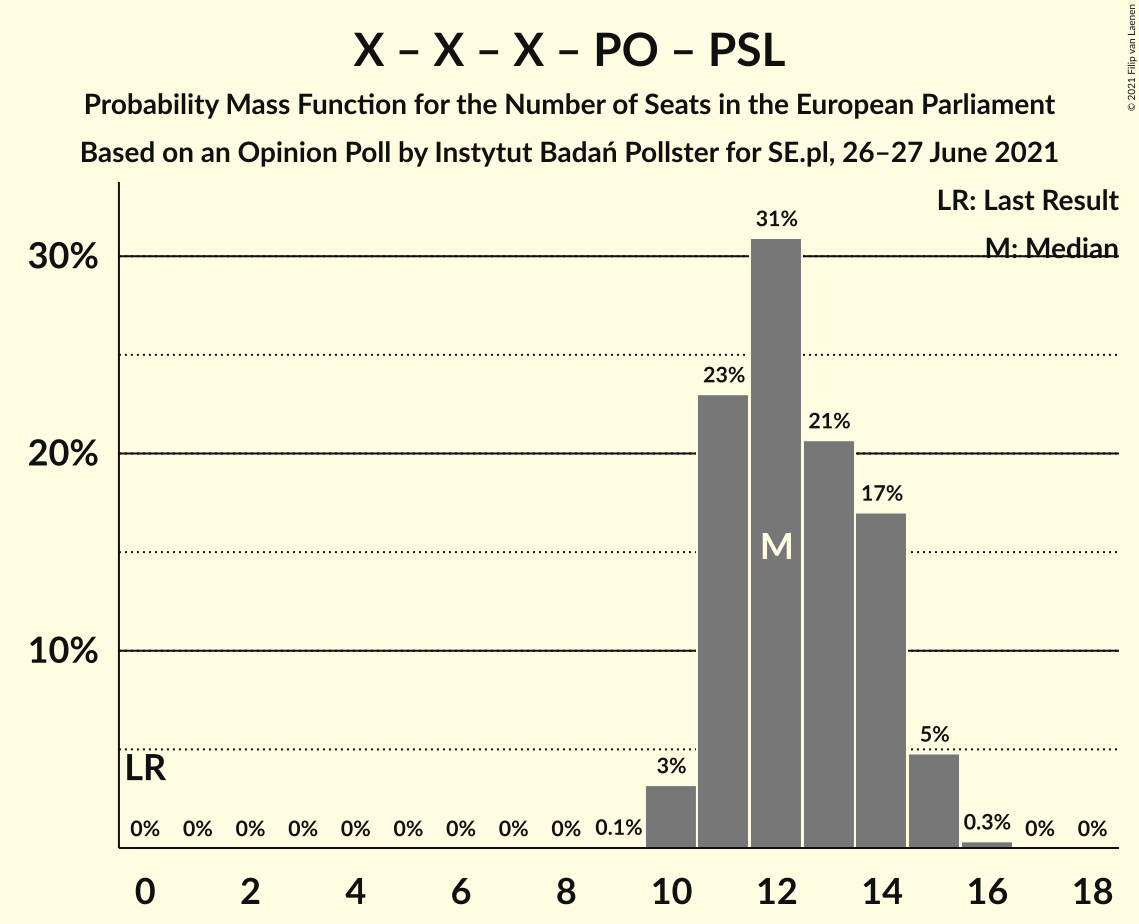 X – X – X – PO – PSL
Probability Mass Function for the Number of Seats in the European Parliament
Based on an Opinion Poll by Instytut Badań Pollster for SE.pl, 26–27 June 2021
© 2021 Filip van Laenen
LR: Last Result
M: Median
30%
20%
10%
31%
23%
21%
17%
M
5%
3%
LR
0% 0% 0% 0% 0% 0% 0% 0% 0% 0.1% 0.3% 0% 0%
0 2 4 6 8 10 12 14 16 18